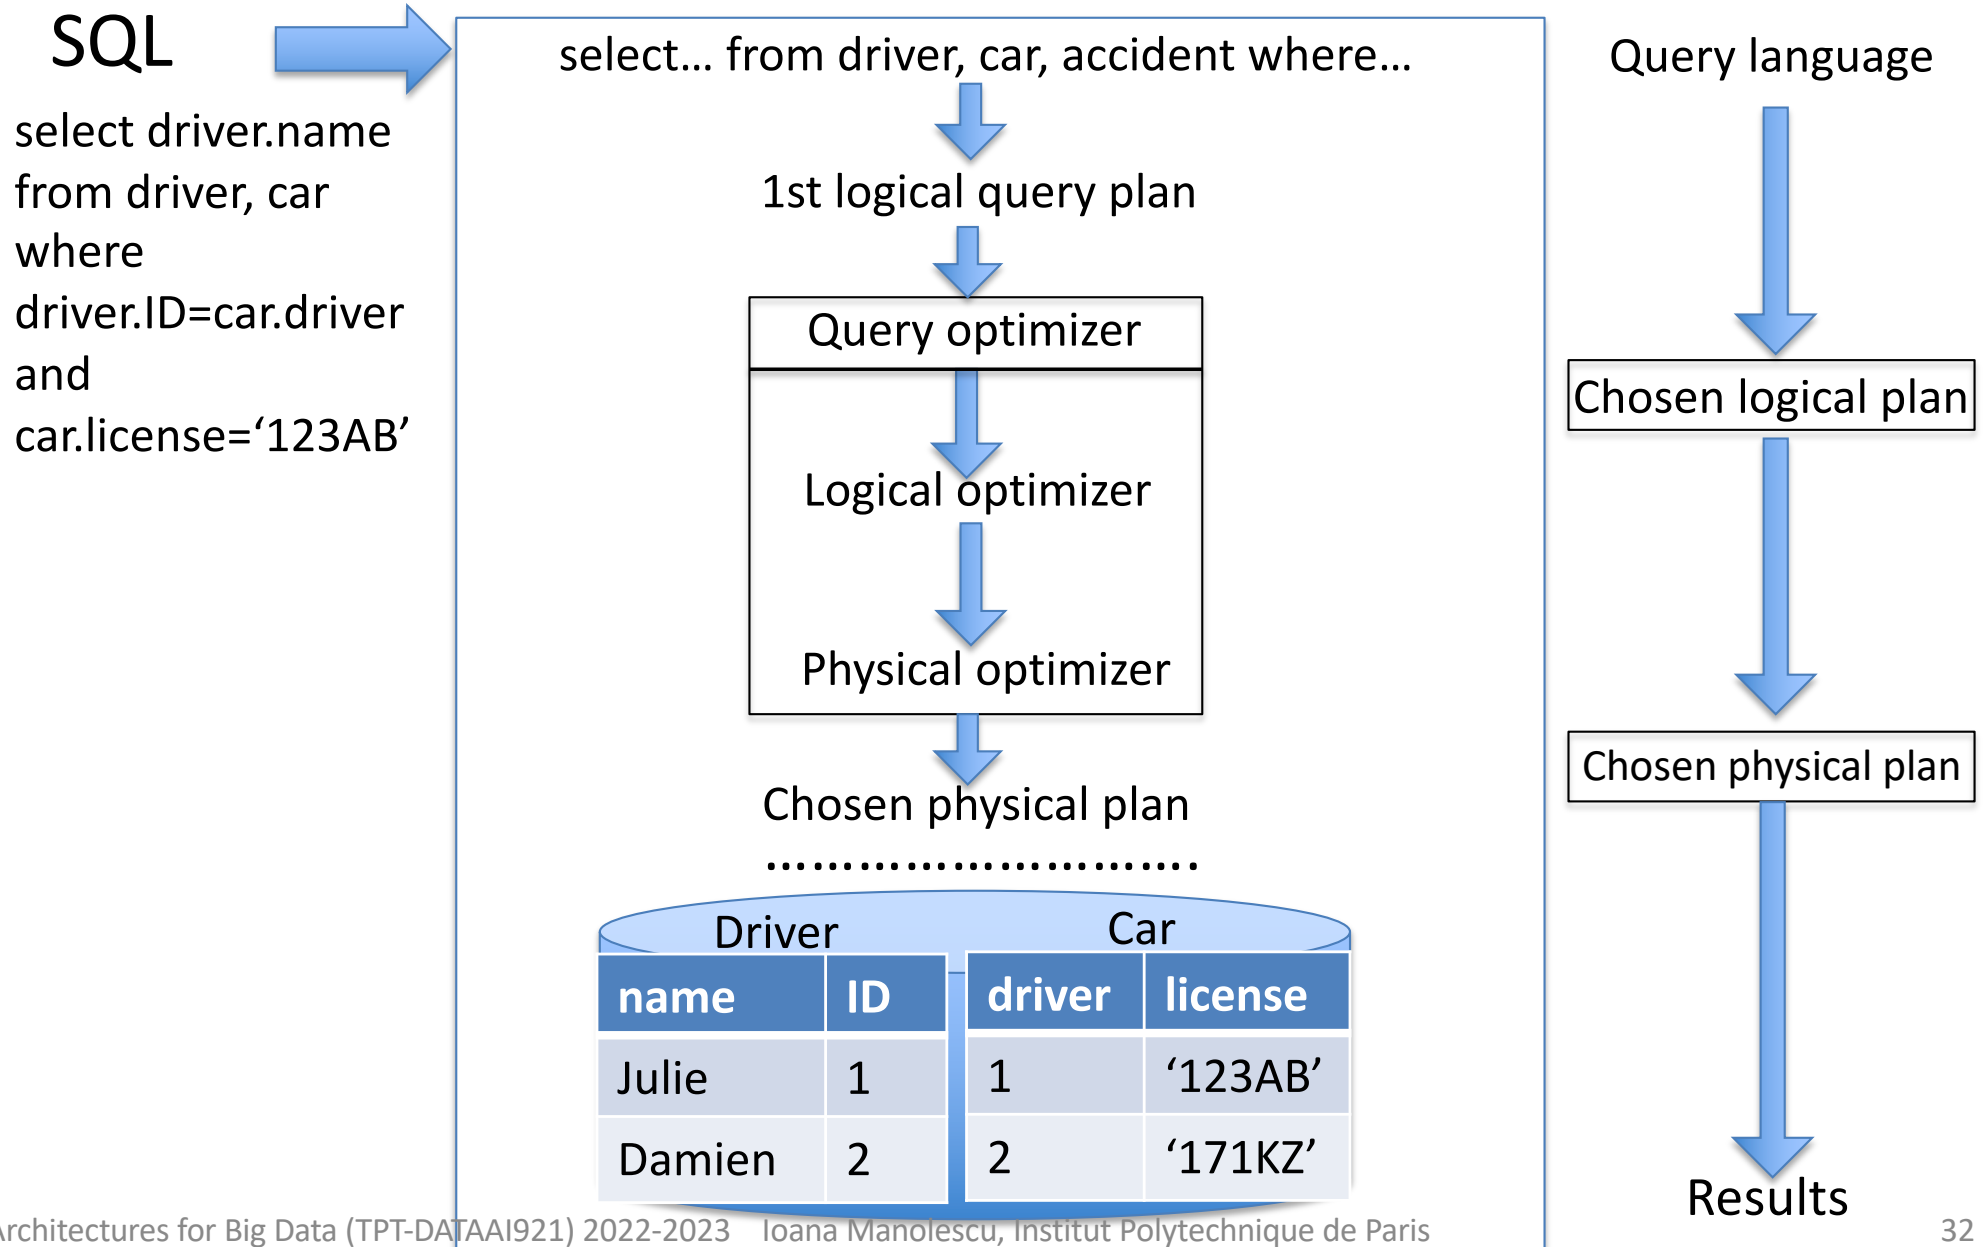 SQL
select driver.name
from driver, car
where
driver.ID=car.driver
and
car.license=‘123AB’
select... from driver, car, accident where...
1st logical query plan
Query optimizer
Logical optimizer
Physical optimizer
Chosen physical plan
...........................
Driver
name ID
Julie 1
Damien 2
Car
driver license
1 ‘123AB’
2 ‘171KZ’
Query language
Chosen logical plan
Chosen physical plan
Results
Architectures for Big Data (TPT-DATAAI921) 2022-2023 Ioana Manolescu, Institut Polytechnique de Paris 32